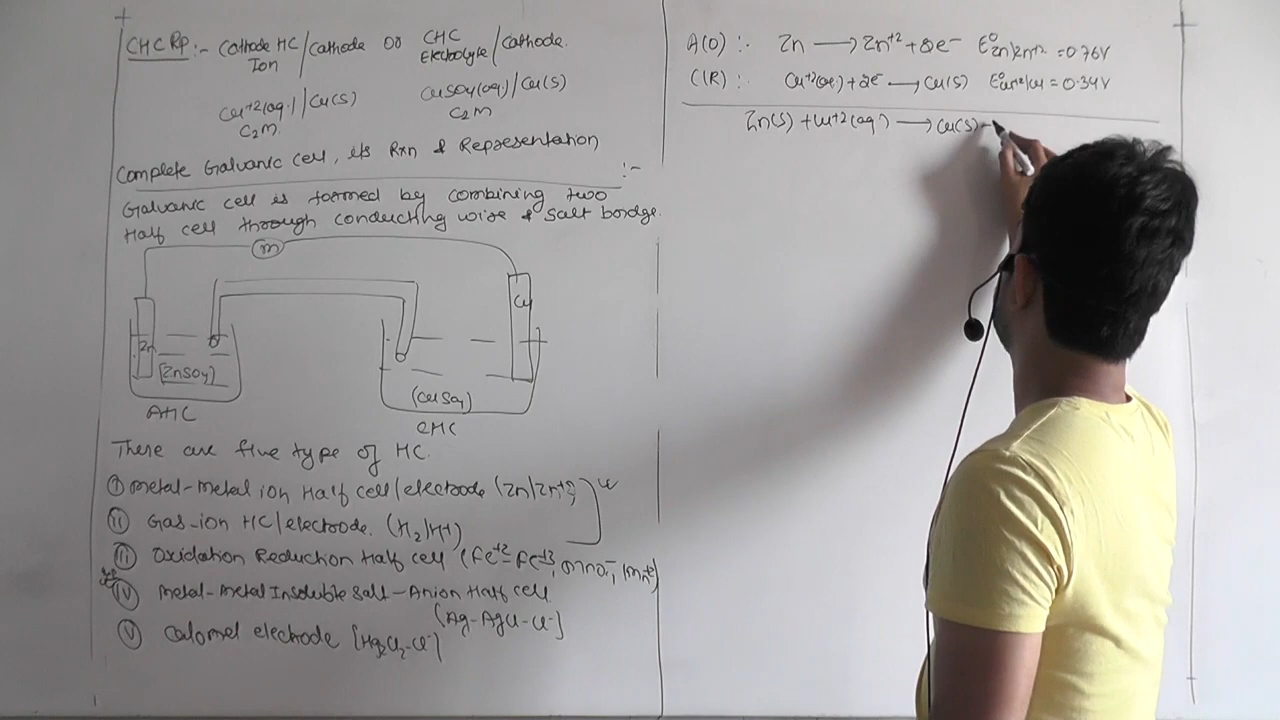 CHC RP :- Cathode HC / Cathode or CHC
Ion Electrolyte / Cathode.
Cu+2(aq.) | Cu(s) CuSO4(aq.) / Cu(s)
C2M. C2M
Complete Galvanic cell, its Rxn & Representation :-
Galvanic cell is formed by combining two
Half cell through conducting wire & salt bridge.
m
Zn
Cu
(ZnSO4)
(CuSO4)
AHC
CHC
There are five type of HC.
(i) Metal-metal ion Half cell / electrode (Zn/Zn+2)
(ii) Gas-ion HC / electrode. (H2/H+)
(iii) Oxidation Reduction Half cell (Fe+2-Fe+3, MnO4-, Mn+2)
(iv) Metal-Metal Insoluble Salt-Anion Half cell
(Ag-AgCl-Cl-)
(v) Calomel electrode (Hg2Cl2-Cl-)
A(O) :- Zn → Zn+2 + 2e- E°Zn/Zn+2 = 0.76V
C(R) :- Cu+2(aq.) + 2e- → Cu(s) E°Cu+2/Cu = 0.34V
Zn(s) + Cu+2(aq) → Cu(s)